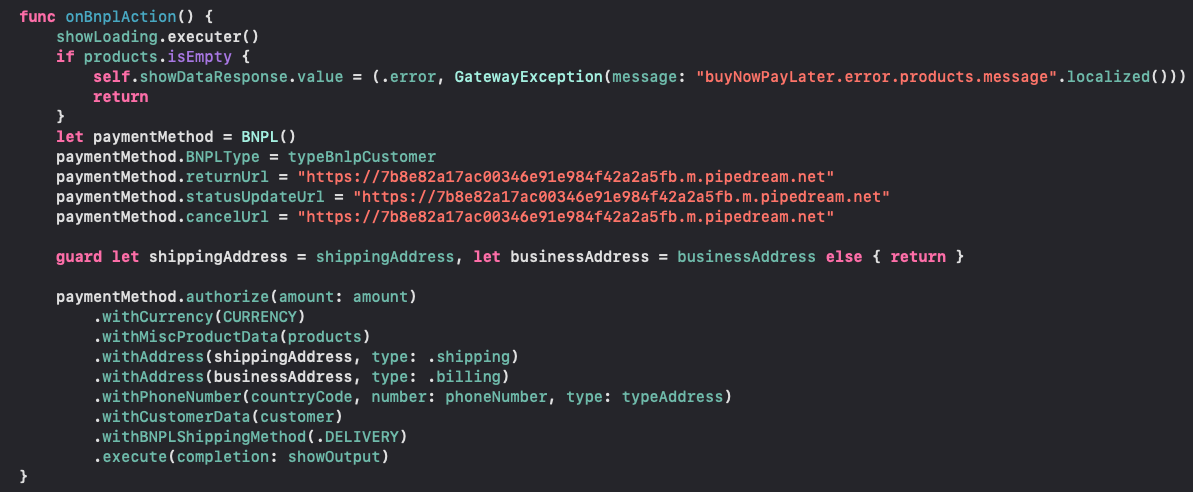 func onBnplAction() {
    showLoading.executer()
    if products.isEmpty {
        self.showDataResponse.value = (.error, GatewayException(message: "buyNowPayLater.error.products.message".localized()))
        return
    }
    let paymentMethod = BNPL()
    paymentMethod.BNPLType = typeBnlpCustomer
    paymentMethod.returnUrl = "https://7b8e82a17ac00346e91e984f42a2a5fb.m.pipedream.net"
    paymentMethod.statusUpdateUrl = "https://7b8e82a17ac00346e91e984f42a2a5fb.m.pipedream.net"
    paymentMethod.cancelUrl = "https://7b8e82a17ac00346e91e984f42a2a5fb.m.pipedream.net"

    guard let shippingAddress = shippingAddress, let businessAddress = businessAddress else { return }

    paymentMethod.authorize(amount: amount)
        .withCurrency(CURRENCY)
        .withMiscProductData(products)
        .withAddress(shippingAddress, type: .shipping)
        .withAddress(businessAddress, type: .billing)
        .withPhoneNumber(countryCode, number: phoneNumber, type: typeAddress)
        .withCustomerData(customer)
        .withBNPLShippingMethod(.DELIVERY)
        .execute(completion: showOutput)
}